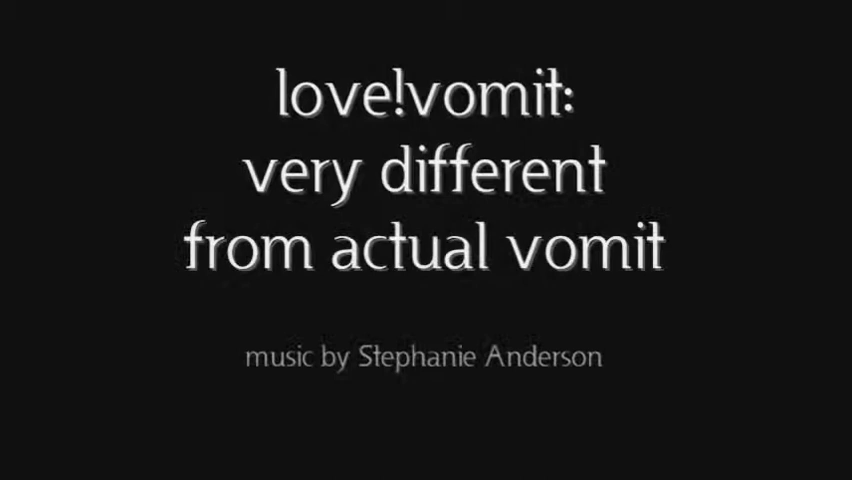 love!vomit:
very different
from actual vomit
music by Stephanie Anderson